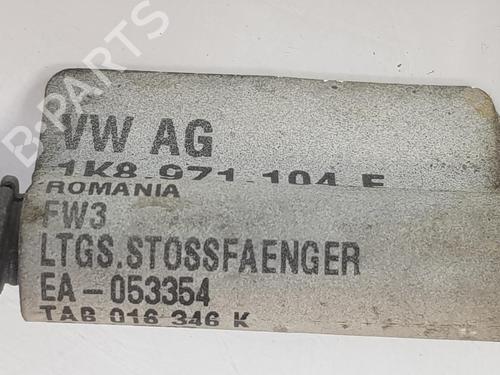 B-PARTS
VW AG
1K8.971.104
ROMANIA
FW3
LTGS.STOSSFAENGER
EA-053354
TAB 016 346 K